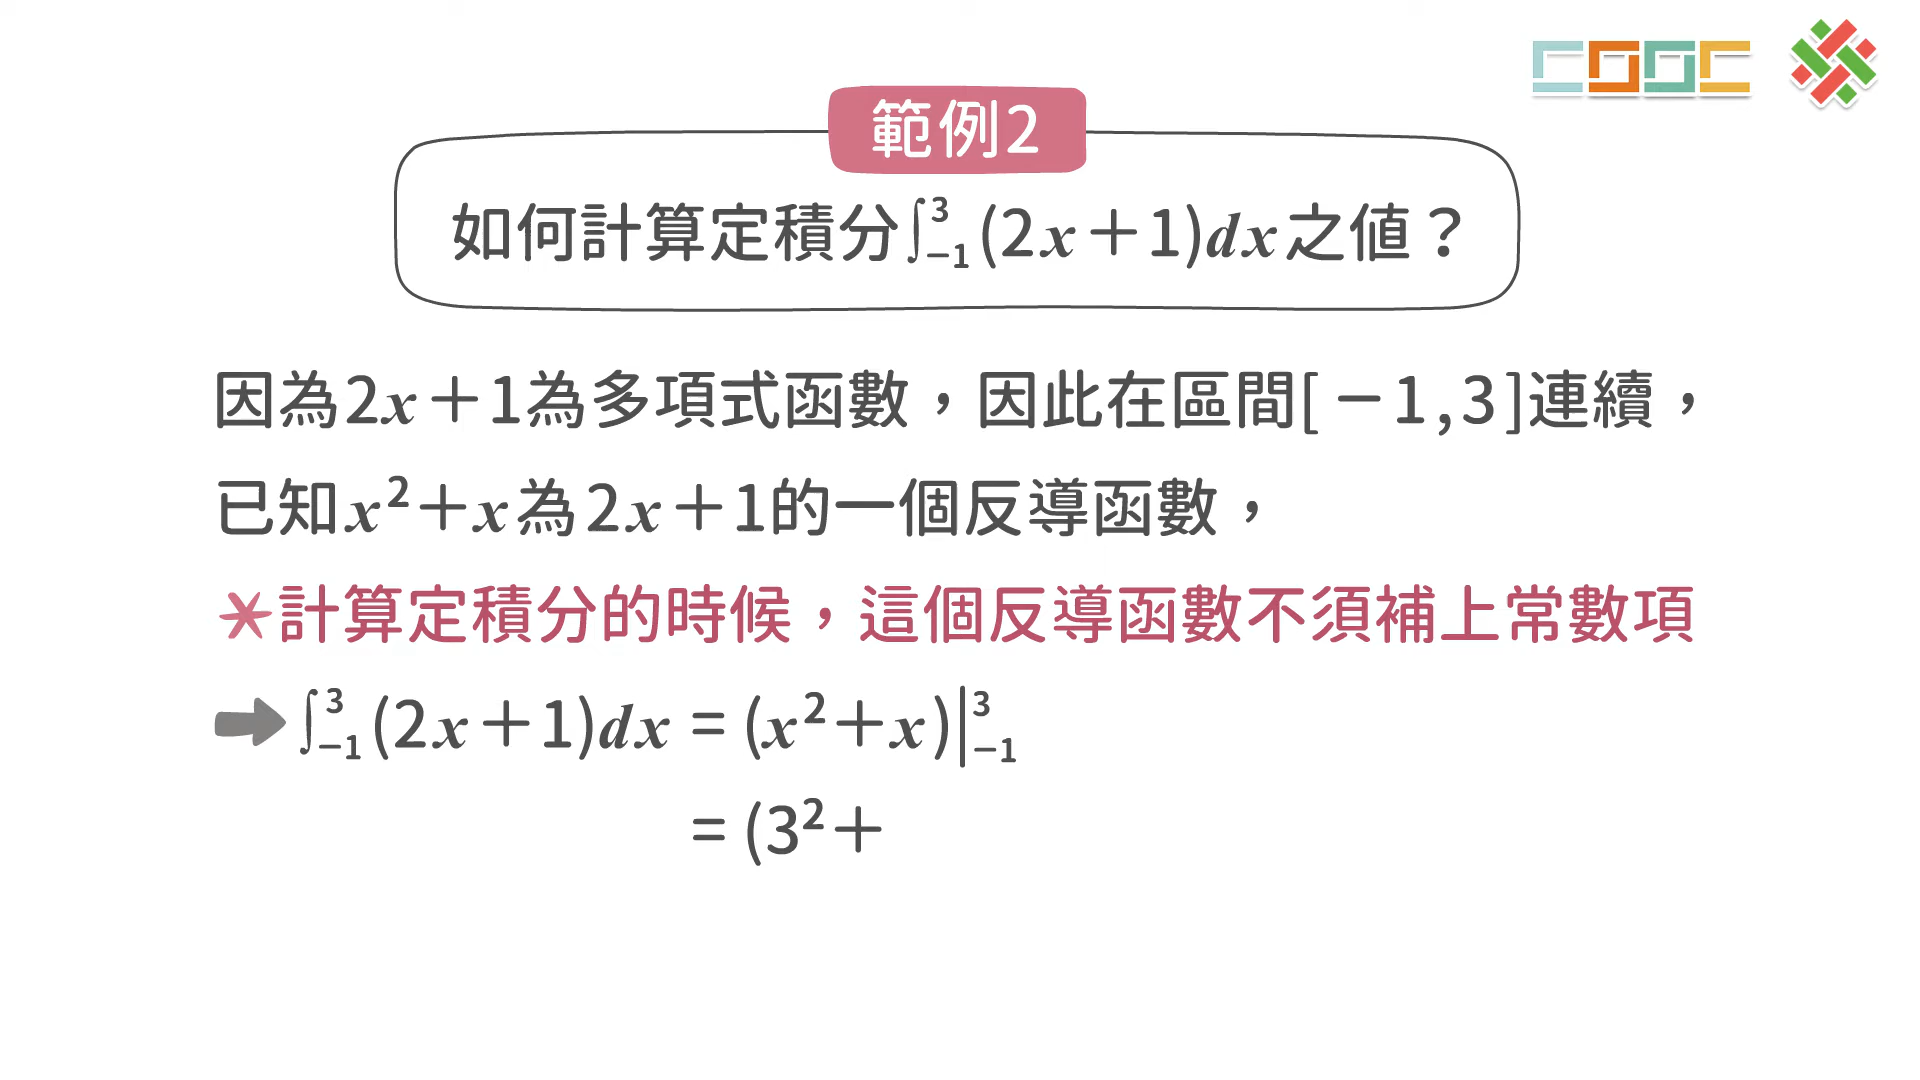 cooc
範例2
如何計算定積分∫₋₁³(2x+1)dx之值？
因為2x+1為多項式函數，因此在區間[-1,3]連續，
已知x²+x為2x+1的一個反導函數，
＊計算定積分的時候，這個反導函數不須補上常數項
➡∫₋₁³(2x+1)dx = (x²+x)|₋₁³
= (3²+